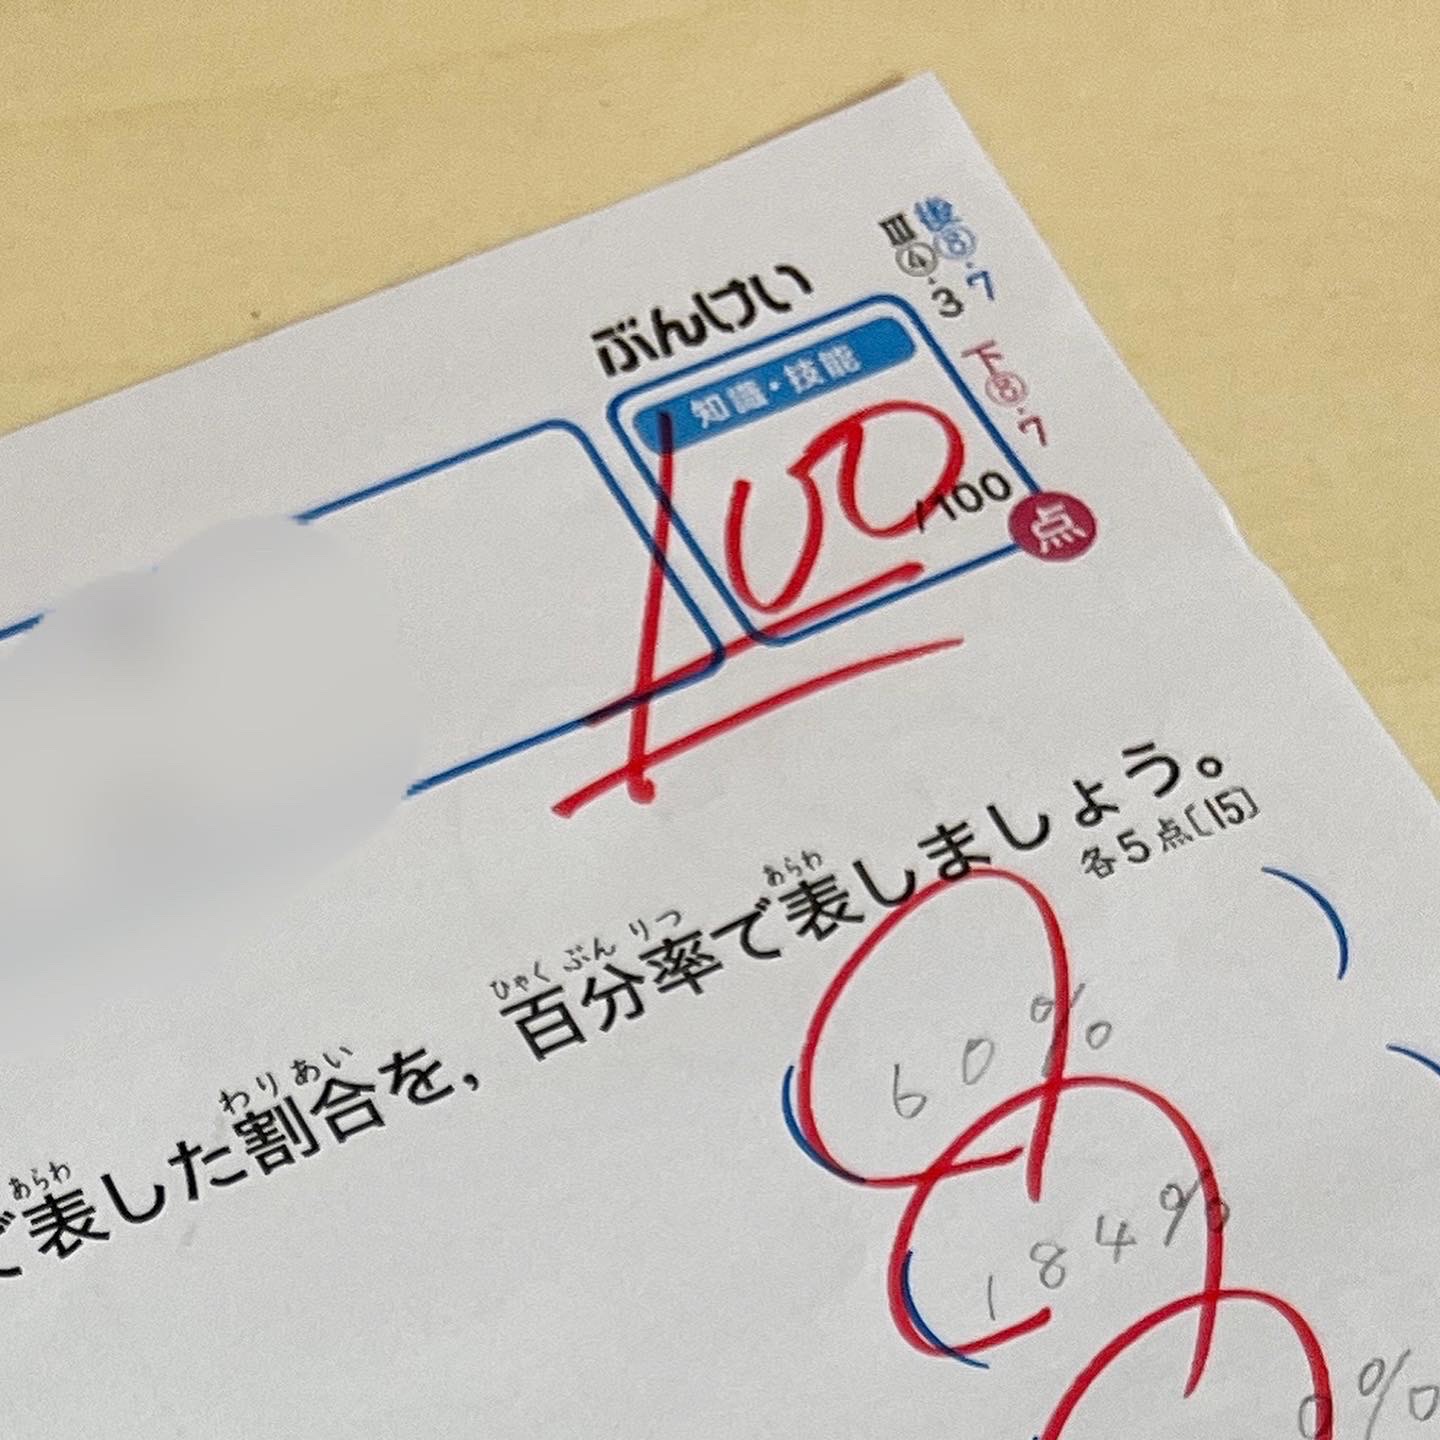 後⑧・7
Ⅲ④・3
下⑧・7
ぶんけい
知識・技能
100
/100
点
で表した割合を，百分率で表しましょう。
あらわ
わりあい
ひゃくぶんりつ
あらわ
各5点〔15〕
60%
184%
0%